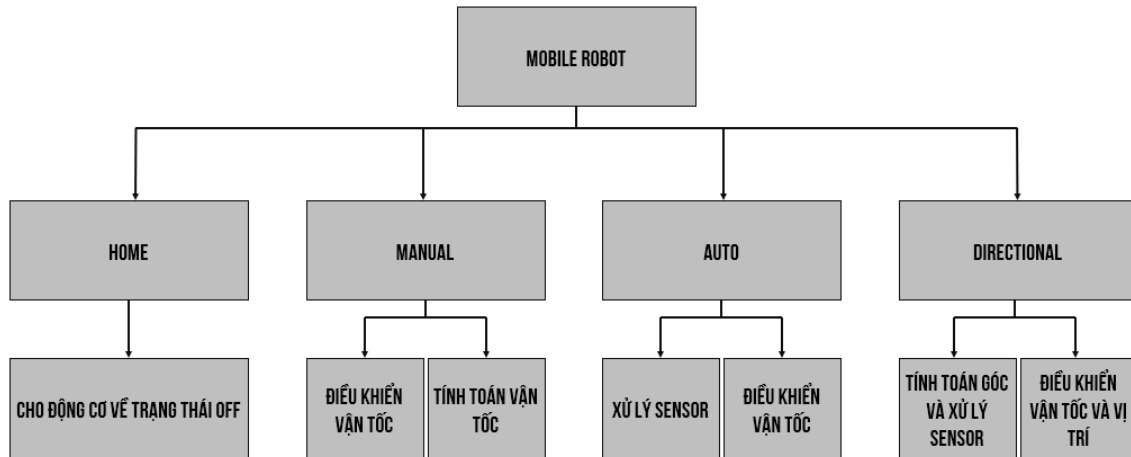 MOBILE ROBOT
HOME
MANUAL
AUTO
DIRECTIONAL
CHO ĐỘNG CƠ VỀ TRẠNG THÁI OFF
ĐIỀU KHIỂN
VẬN TỐC
TÍNH TOÁN VẬN
TỐC
XỬ LÝ SENSOR
ĐIỀU KHIỂN
VẬN TỐC
TÍNH TOÁN GÓC
VÀ XỬ LÝ
SENSOR
ĐIỀU KHIỂN
VẬN TỐC VÀ VỊ
TRÍ